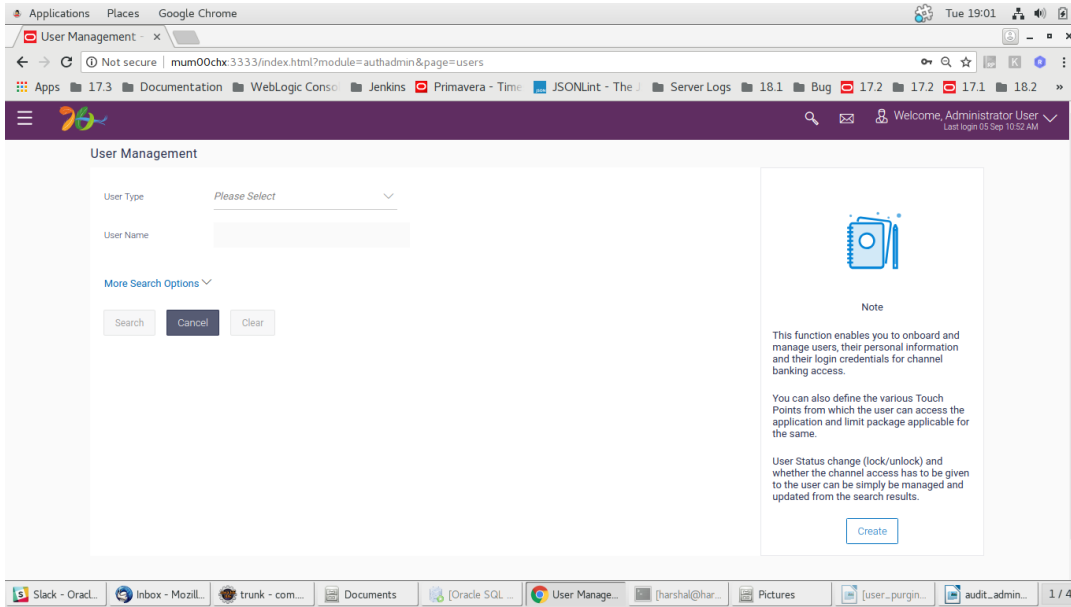 Applications Places Google Chrome Tue 19:01
User Management -
Not secure | mum00chx:3333/index.html?module=authadmin&page=users
Apps 17.3 Documentation WebLogic Conso Jenkins Primavera - Time JSONLint - The J Server Logs 18.1 Bug 17.2 17.2 17.1 18.2 »
Welcome, Administrator User
Last login 05 Sep 10:52 AM
User Management
User Type Please Select
User Name
More Search Options
Search Cancel Clear
Note
This function enables you to onboard and
manage users, their personal information
and their login credentials for channel
banking access.
You can also define the various Touch
Points from which the user can access the
application and limit package applicable for
the same.
User Status change (lock/unlock) and
whether the channel access has to be given
to the user can be simply be managed and
updated from the search results.
Create
Slack - Oracl... Inbox - Mozill... trunk - com.... Documents [Oracle SQL ... User Manage... [harshal@har... Pictures [user_purgin... audit_admin... 1 / 4